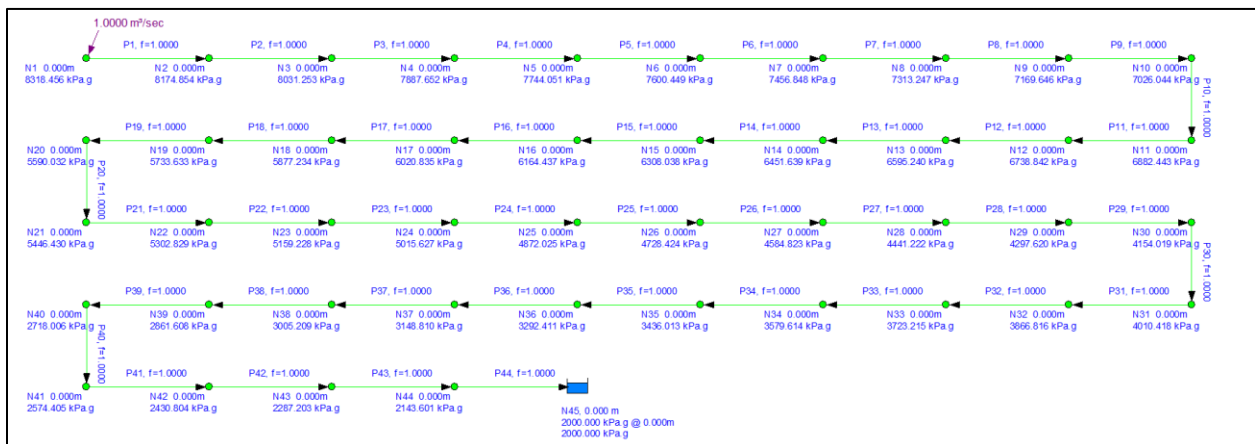 1.0000 m³/sec
P1, f=1.0000 P2, f=1.0000 P3, f=1.0000 P4, f=1.0000 P5, f=1.0000 P6, f=1.0000 P7, f=1.0000 P8, f=1.0000 P9, f=1.0000
N1 0.000m N2 0.000m N3 0.000m N4 0.000m N5 0.000m N6 0.000m N7 0.000m N8 0.000m N9 0.000m N10 0.000m
8318.456 kPa.g 8174.854 kPa.g 8031.253 kPa.g 7887.652 kPa.g 7744.051 kPa.g 7600.449 kPa.g 7456.848 kPa.g 7313.247 kPa.g 7169.646 kPa.g 7026.044 kPa.g
P10, f=1.0000
P19, f=1.0000 P18, f=1.0000 P17, f=1.0000 P16, f=1.0000 P15, f=1.0000 P14, f=1.0000 P13, f=1.0000 P12, f=1.0000 P11, f=1.0000
N20 0.000m N19 0.000m N18 0.000m N17 0.000m N16 0.000m N15 0.000m N14 0.000m N13 0.000m N12 0.000m N11 0.000m
5590.032 kPa.g 5733.633 kPa.g 5877.234 kPa.g 6020.835 kPa.g 6164.437 kPa.g 6308.038 kPa.g 6451.639 kPa.g 6595.240 kPa.g 6738.842 kPa.g 6882.443 kPa.g
P20, f=1.0000
P21, f=1.0000 P22, f=1.0000 P23, f=1.0000 P24, f=1.0000 P25, f=1.0000 P26, f=1.0000 P27, f=1.0000 P28, f=1.0000 P29, f=1.0000
N21 0.000m N22 0.000m N23 0.000m N24 0.000m N25 0.000m N26 0.000m N27 0.000m N28 0.000m N29 0.000m N30 0.000m
5446.430 kPa.g 5302.829 kPa.g 5159.228 kPa.g 5015.627 kPa.g 4872.025 kPa.g 4728.424 kPa.g 4584.823 kPa.g 4441.222 kPa.g 4297.620 kPa.g 4154.019 kPa.g
P30, f=1.0000
P39, f=1.0000 P38, f=1.0000 P37, f=1.0000 P36, f=1.0000 P35, f=1.0000 P34, f=1.0000 P33, f=1.0000 P32, f=1.0000 P31, f=1.0000
N40 0.000m N39 0.000m N38 0.000m N37 0.000m N36 0.000m N35 0.000m N34 0.000m N33 0.000m N32 0.000m N31 0.000m
2718.006 kPa.g 2861.608 kPa.g 3005.209 kPa.g 3148.810 kPa.g 3292.411 kPa.g 3436.013 kPa.g 3579.614 kPa.g 3723.215 kPa.g 3866.816 kPa.g 4010.418 kPa.g
P40, f=1.0000
P41, f=1.0000 P42, f=1.0000 P43, f=1.0000 P44, f=1.0000
N41 0.000m N42 0.000m N43 0.000m N44 0.000m
2574.405 kPa.g 2430.804 kPa.g 2287.203 kPa.g 2143.601 kPa.g
N45, 0.000 m
2000.000 kPa.g @ 0.000m
2000.000 kPa.g